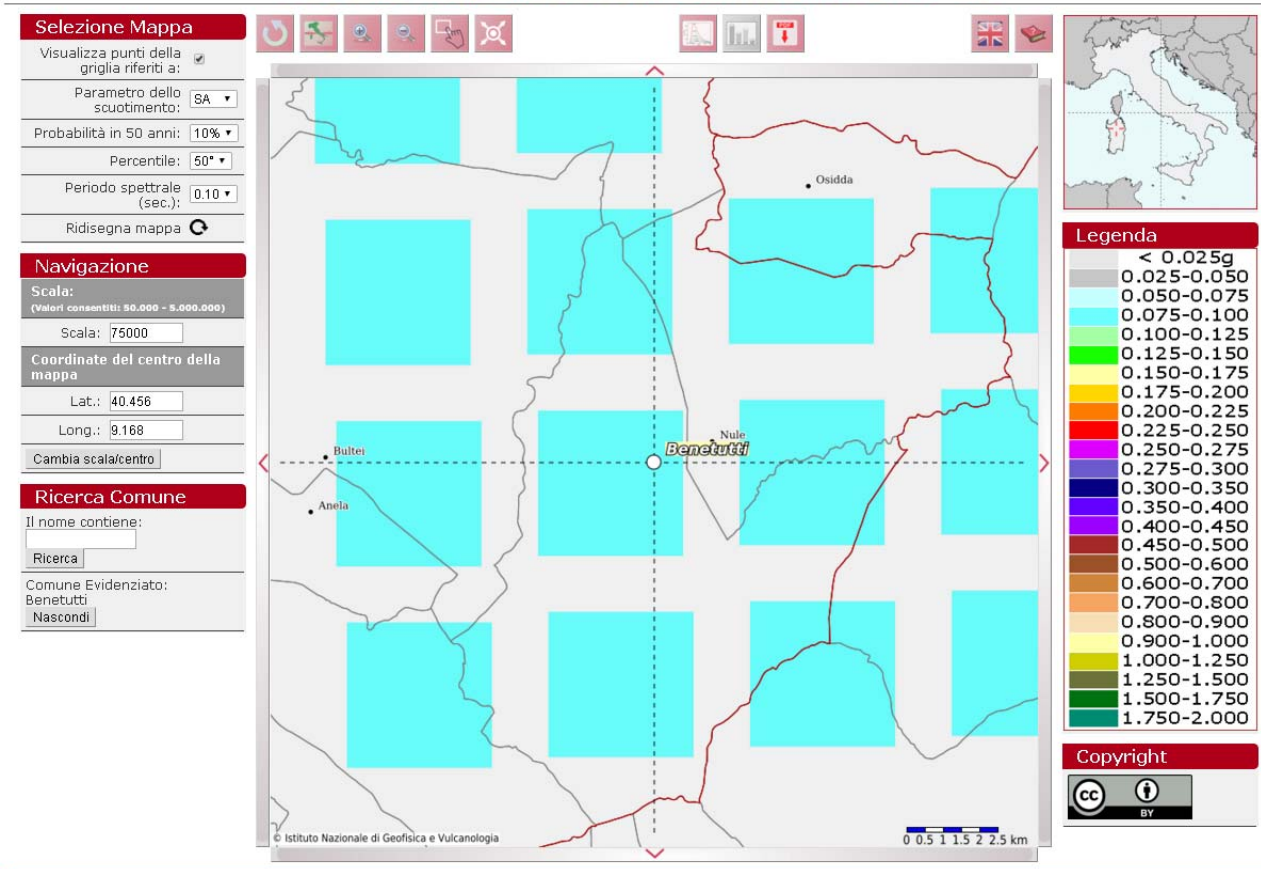 Selezione Mappa
Visualizza punti della
griglia riferiti a:
Parametro dello
scuotimento: SA
Probabilità in 50 anni: 10%
Percentile: 50°
Periodo spettrale
(sec.): 0.10
Ridisegna mappa
Navigazione
Scala:
(Valori consentiti: 50.000 - 5.000.000)
Scala: 75000
Coordinate del centro della
mappa
Lat.: 40.456
Long.: 9.168
Cambia scala/centro
Ricerca Comune
Il nome contiene:
Ricerca
Comune Evidenziato:
Benetutti
Nascondi
PDF
Osidda
Nule
Benetutti
Bultei
Anela
© Istituto Nazionale di Geofisica e Vulcanologia
0 0.5 1 1.5 2 2.5 km
Legenda
< 0.025g
0.025-0.050
0.050-0.075
0.075-0.100
0.100-0.125
0.125-0.150
0.150-0.175
0.175-0.200
0.200-0.225
0.225-0.250
0.250-0.275
0.275-0.300
0.300-0.350
0.350-0.400
0.400-0.450
0.450-0.500
0.500-0.600
0.600-0.700
0.700-0.800
0.800-0.900
0.900-1.000
1.000-1.250
1.250-1.500
1.500-1.750
1.750-2.000
Copyright
cc
BY